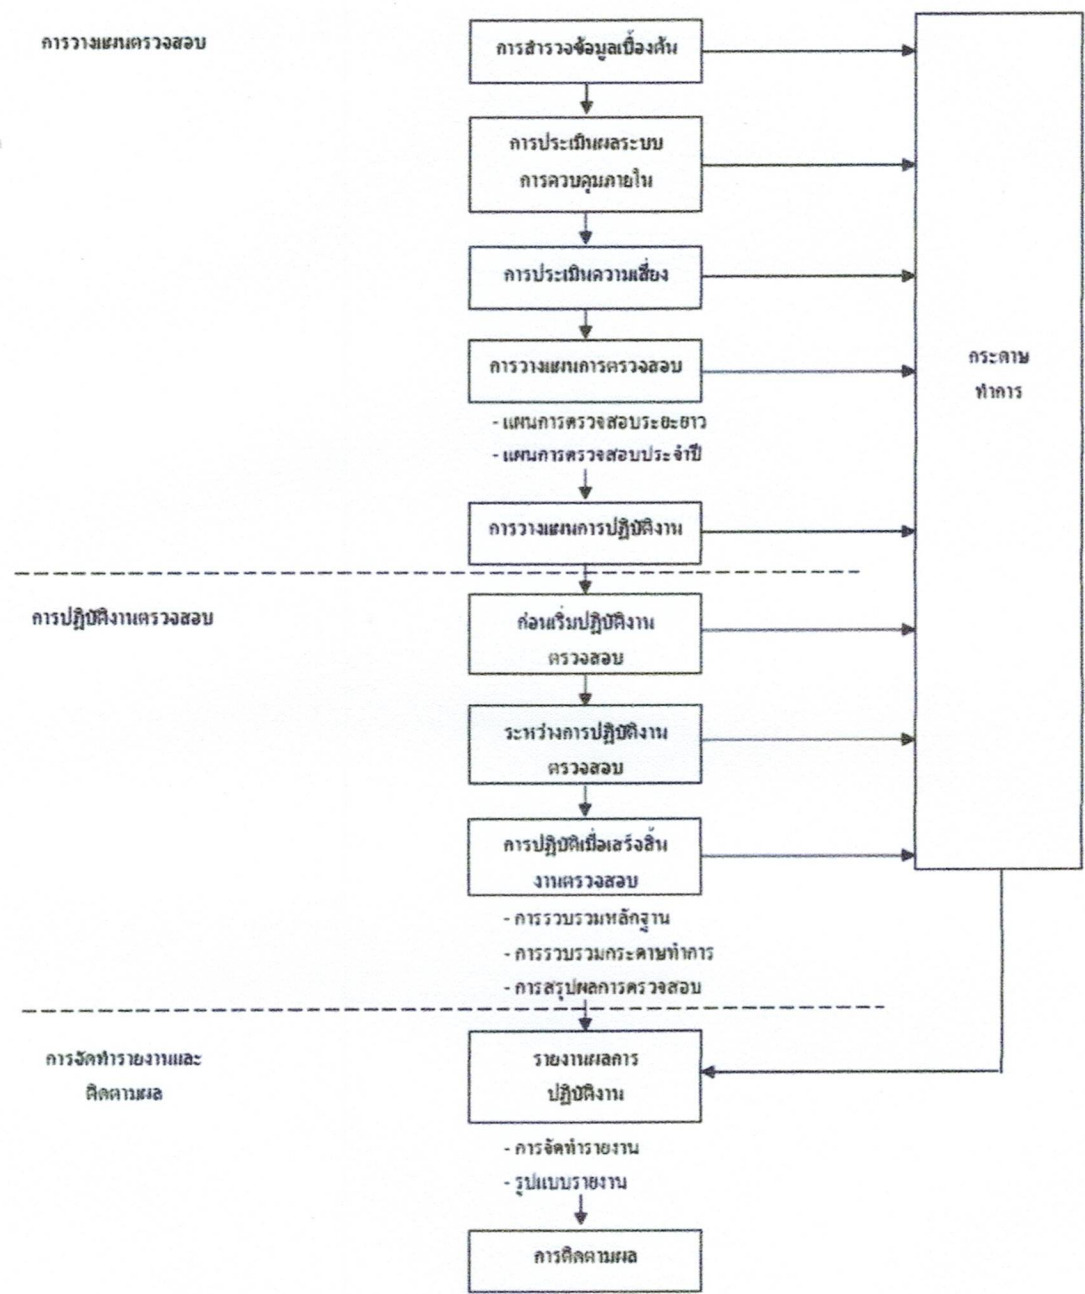 การวางแผนตรวจสอบ
การสำรวจข้อมูลเบื้องต้น
การประเมินผลระบบ
การควบคุมภายใน
การประเมินความเสี่ยง
การวางแผนการตรวจสอบ
- แผนการตรวจสอบระยะยาว
- แผนการตรวจสอบประจำปี
การวางแผนการปฏิบัติงาน
กระดาษ
ทำการ
การปฏิบัติงานตรวจสอบ
ก่อนเริ่มปฏิบัติงาน
ตรวจสอบ
ระหว่างการปฏิบัติงาน
ตรวจสอบ
การปฏิบัติเมื่อเสร็จสิ้น
งานตรวจสอบ
- การรวบรวมหลักฐาน
- การรวบรวมกระดาษทำการ
- การสรุปผลการตรวจสอบ
การจัดทำรายงานและ
ติดตามผล
รายงานผลการ
ปฏิบัติงาน
- การจัดทำรายงาน
- รูปแบบรายงาน
การติดตามผล